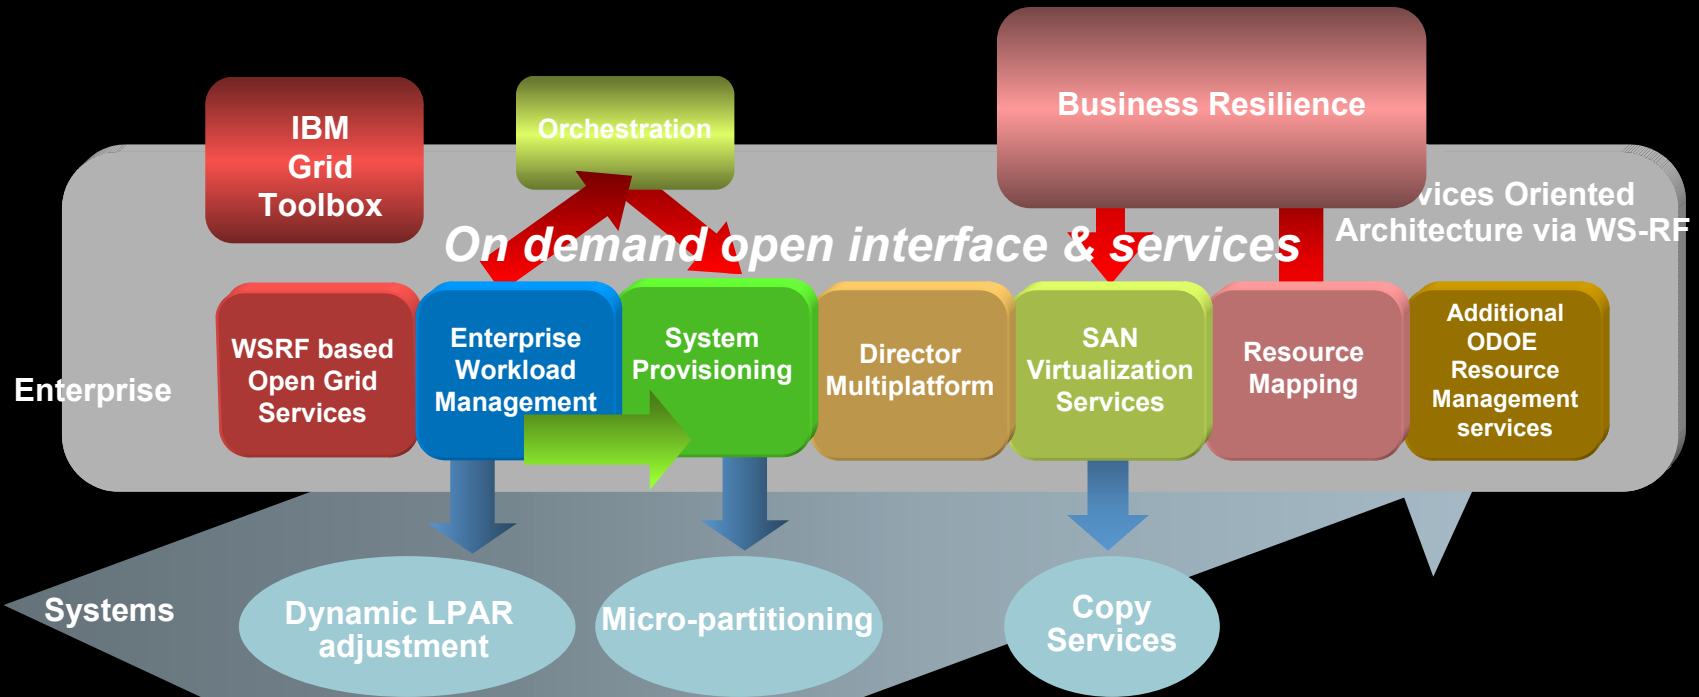 IBM
Grid
Toolbox
Orchestration
Business Resilience
vices Oriented
Architecture via WS-RF
On demand open interface & services
Enterprise
WSRF based
Open Grid
Services
Enterprise
Workload
Management
System
Provisioning
Director
Multiplatform
SAN
Virtualization
Services
Resource
Mapping
Additional
ODOE
Resource
Management
services
Systems
Dynamic LPAR
adjustment
Micro-partitioning
Copy
Services